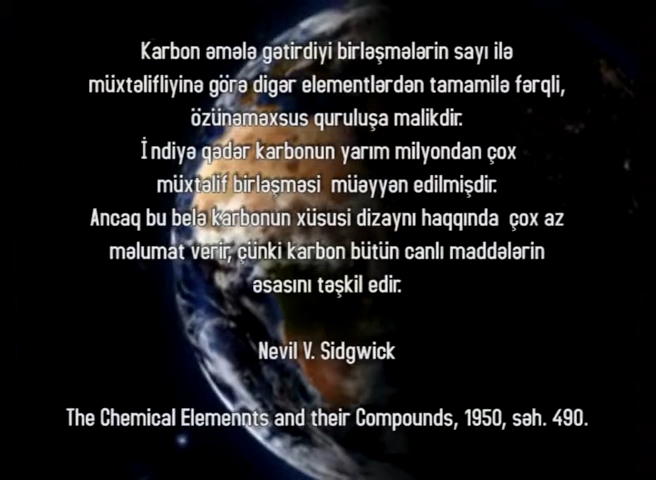 Karbon əmələ gətirdiyi birləşmələrin sayı ilə
müxtəlifliyinə görə digər elementlərdən tamamilə fərqli,
özünəməxsus quruluşa malikdir.
İndiyə qədər karbonun yarım milyondan çox
müxtəlif birləşməsi müəyyən edilmişdir.
Ancaq bu belə karbonun xüsusi dizaynı haqqında çox az
məlumat verir, çünki karbon bütün canlı maddələrin
əsasını təşkil edir.
Nevil V. Sidgwick
The Chemical Elemennts and their Compounds, 1950, səh. 490.